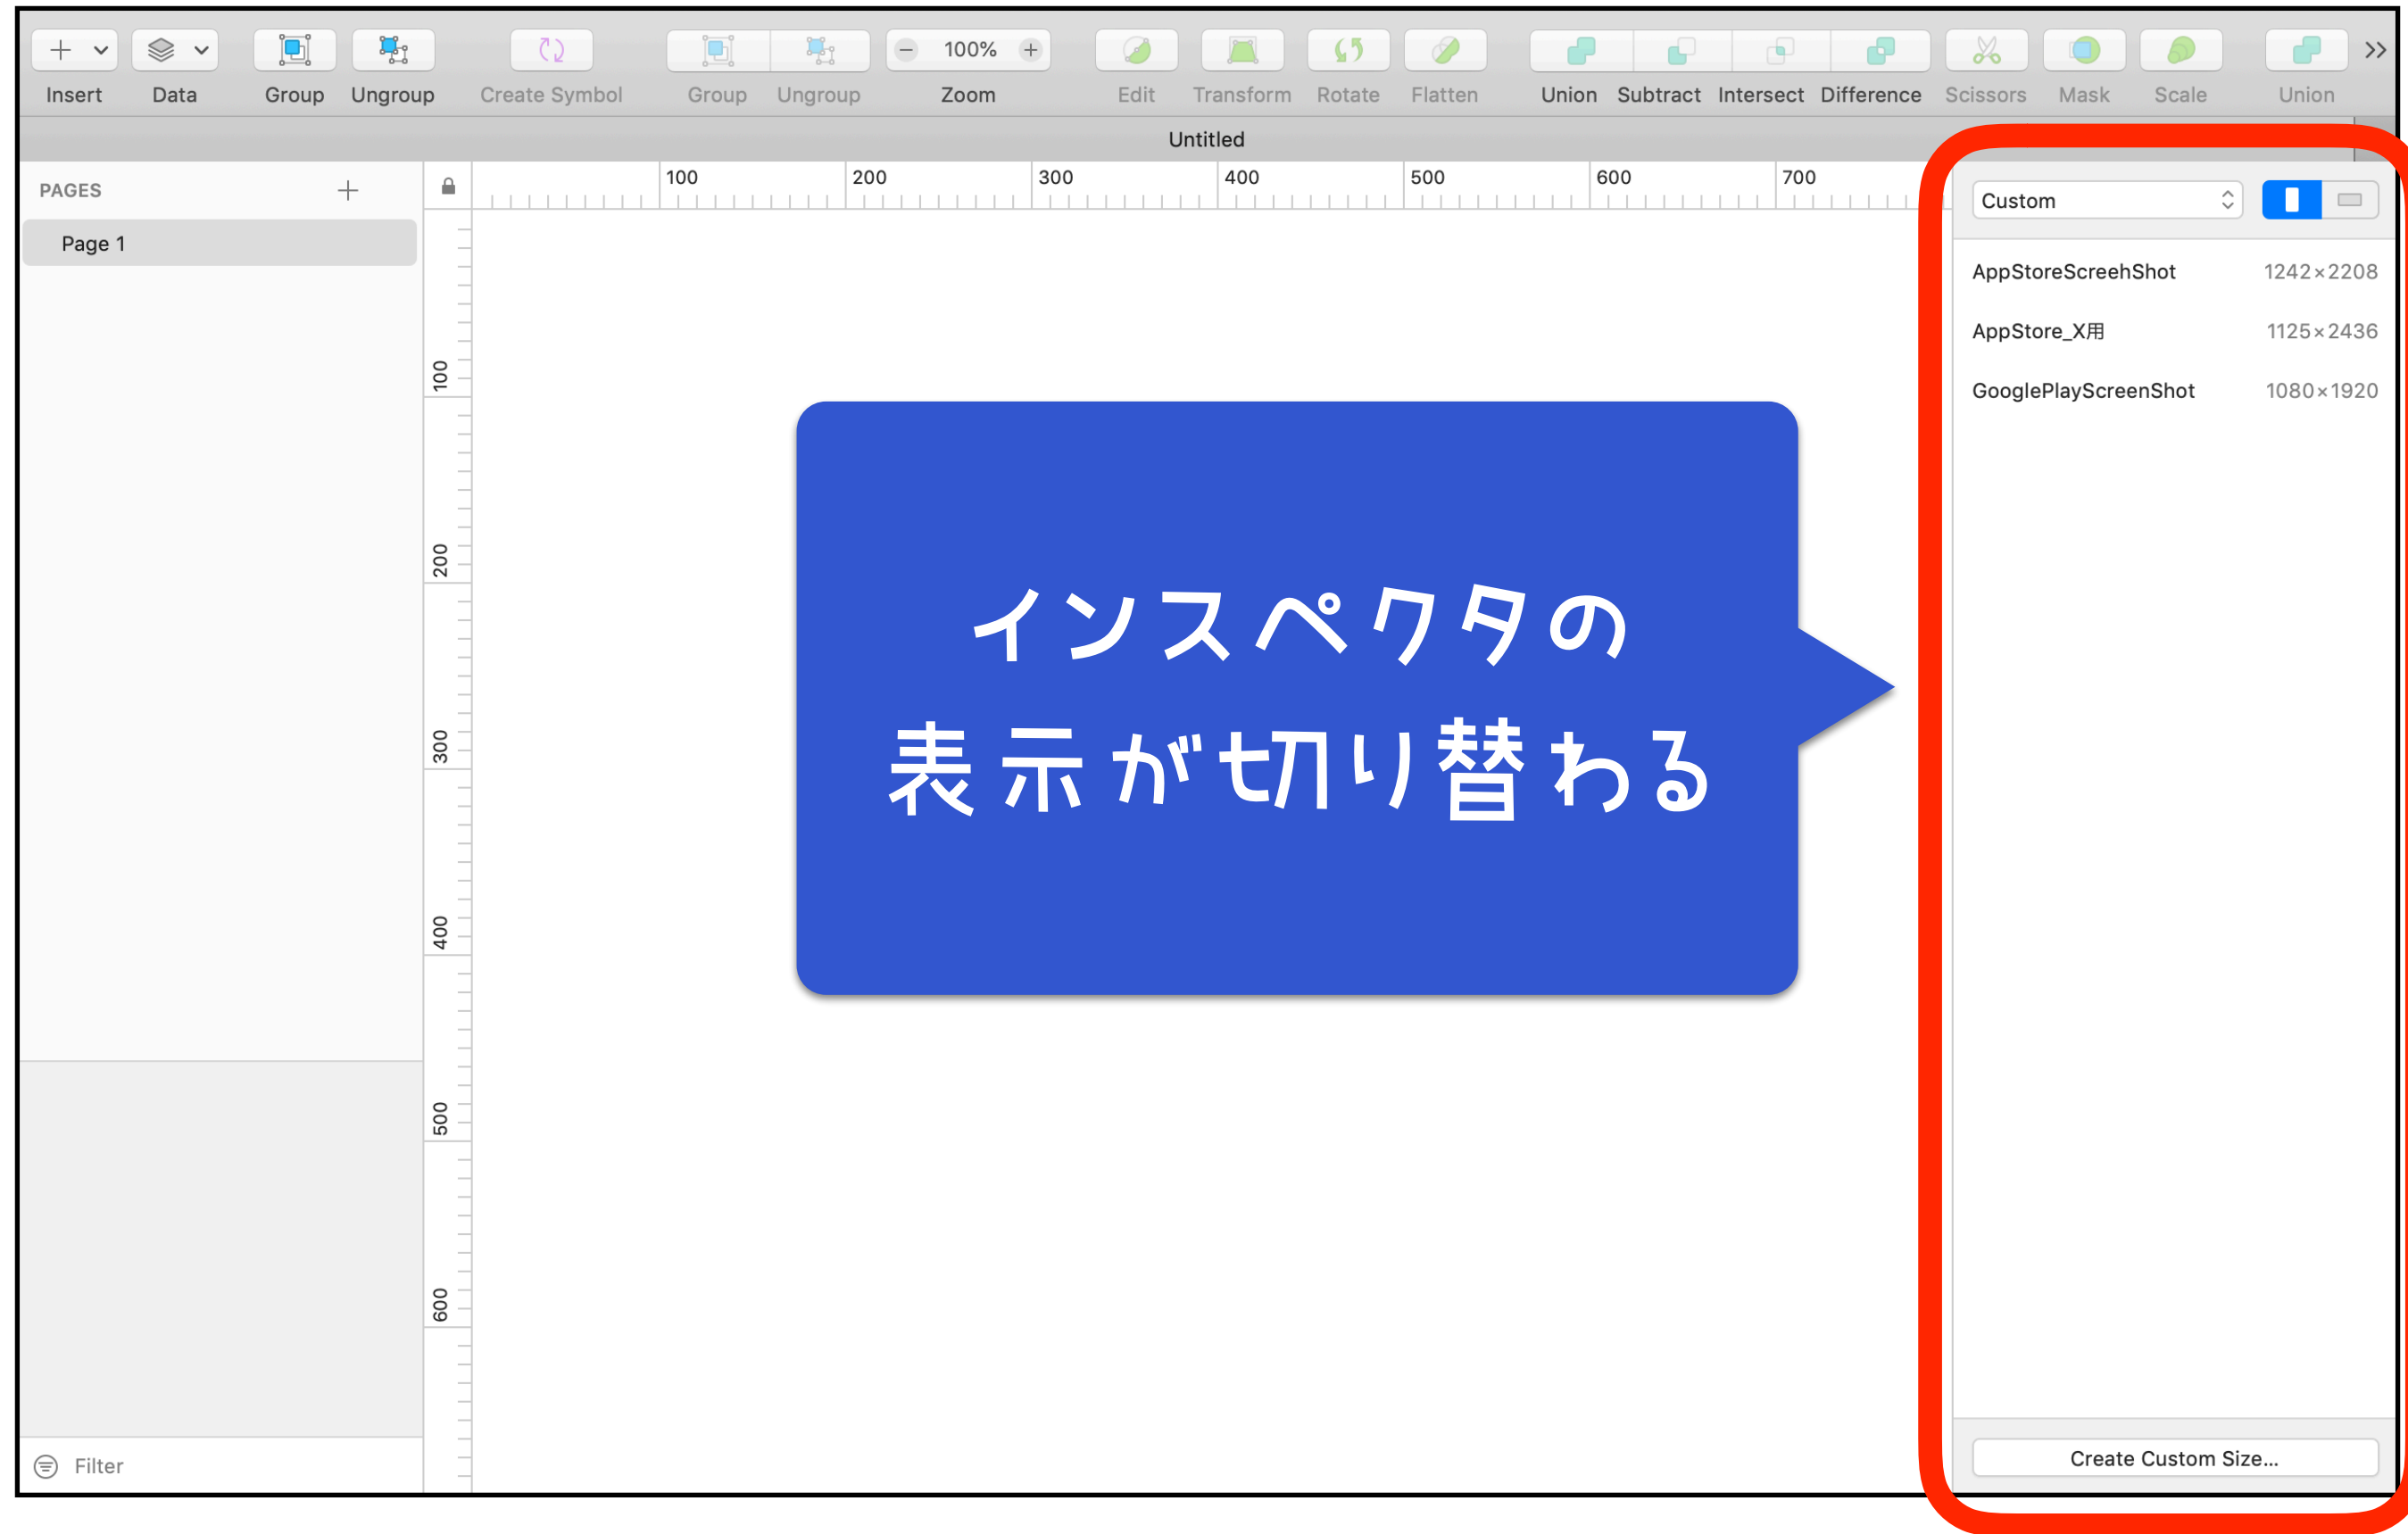 100%
Insert Data Group Ungroup Create Symbol Group Ungroup Zoom Edit Transform Rotate Flatten Union Subtract Intersect Difference Scissors Mask Scale Union
Untitled
PAGES
Page 1
100 200 300 400 500 600 700
100
200
300
400
500
600
インスペクタの
表示が切り替わる
Custom
AppStoreScreehShot 1242×2208
AppStore_X用 1125×2436
GooglePlayScreenShot 1080×1920
Filter
Create Custom Size...